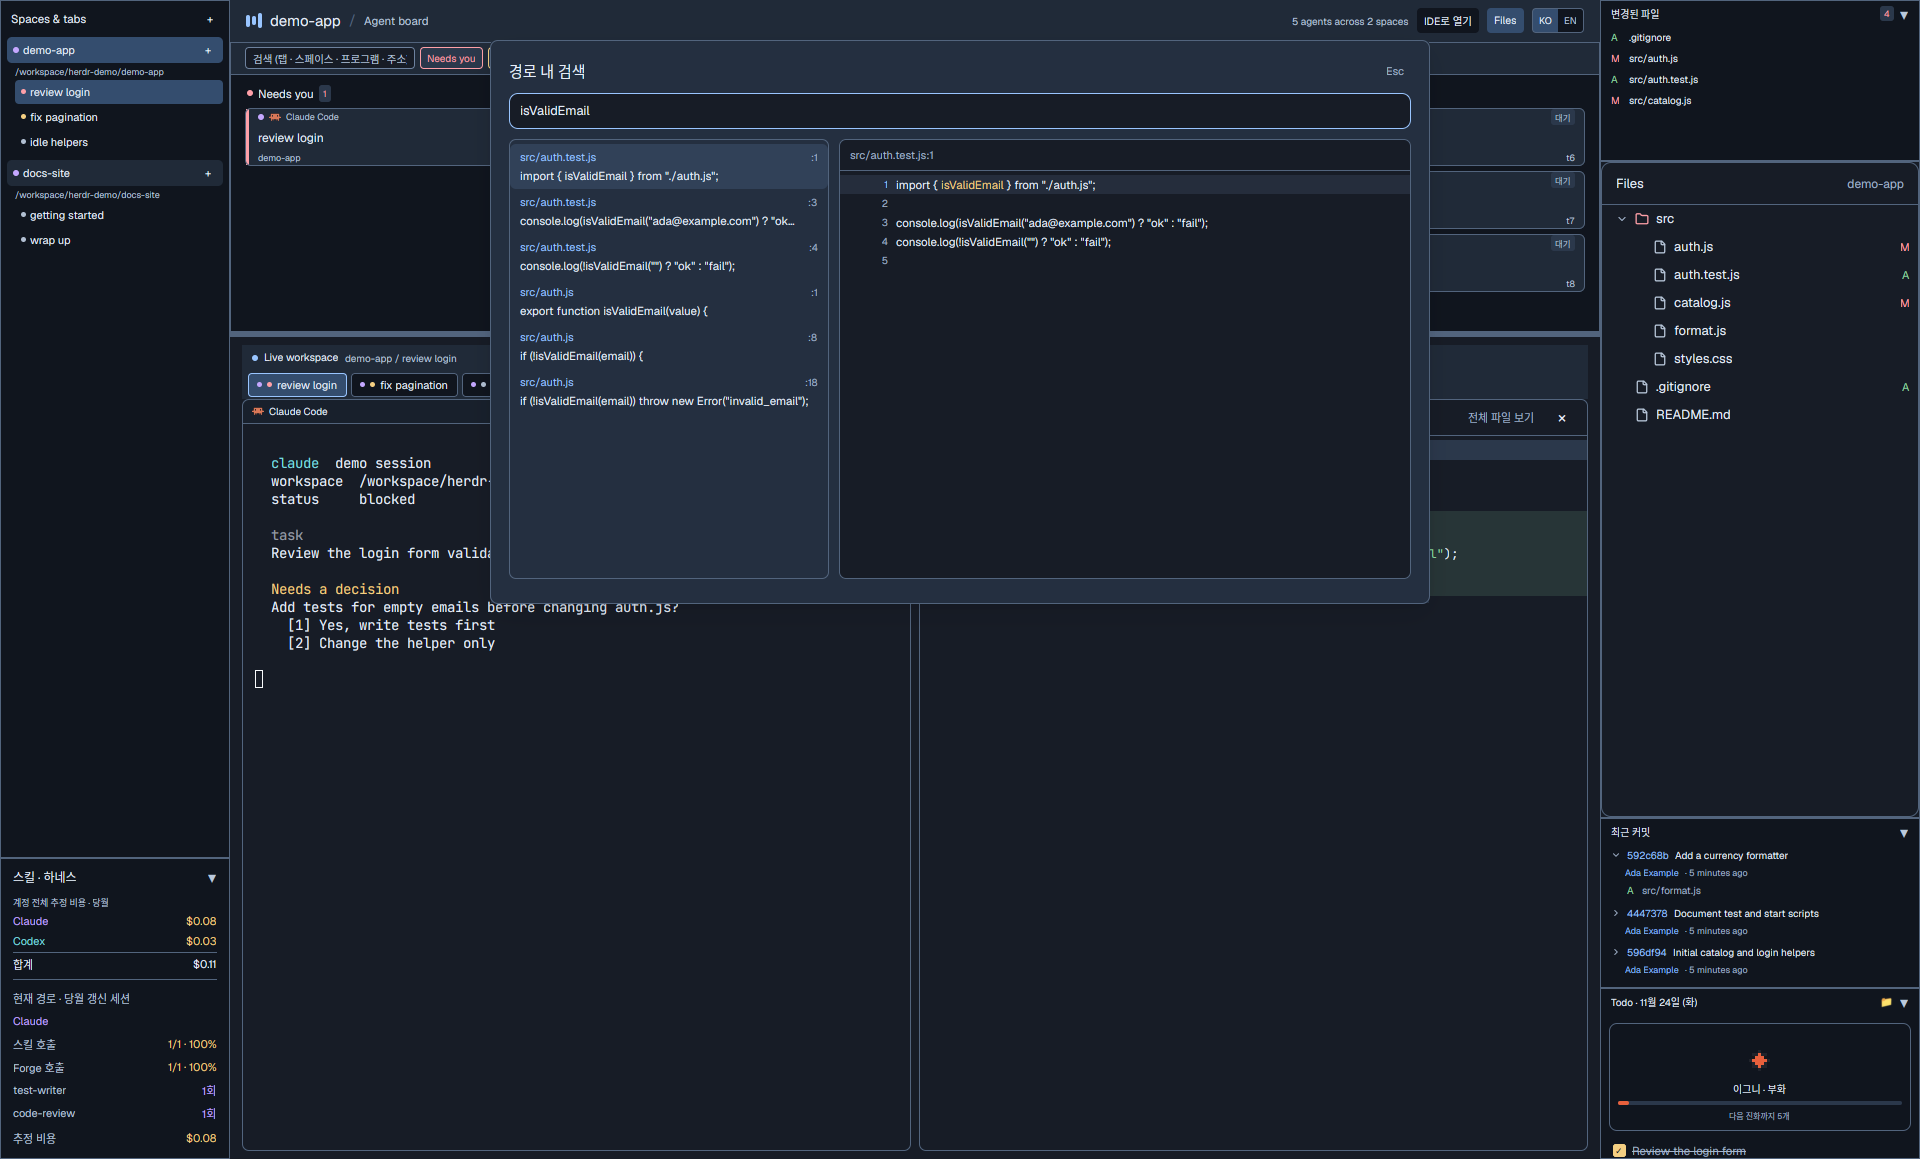 Spaces & tabs +
demo-app +
/workspace/herdr-demo/demo-app
review login
fix pagination
idle helpers
docs-site +
/workspace/herdr-demo/docs-site
getting started
wrap up
스킬 · 하네스 ▼
계정 전체 추정 비용 · 당월
Claude $0.08
Codex $0.03
합계 $0.11
현재 경로 · 당월 갱신 세션
Claude
스킬 호출 1/1 · 100%
Forge 호출 1/1 · 100%
test-writer 1회
code-review 1회
추정 비용 $0.08
demo-app / Agent board
5 agents across 2 spaces IDE로 열기 Files KO EN
검색 (탭 · 스페이스 · 프로그램 · 주소 Needs you
Needs you 1
Claude Code
review login
demo-app
대기
t6
대기
t7
대기
t8
경로 내 검색 Esc
isValidEmail
src/auth.test.js :1
import { isValidEmail } from "./auth.js";
src/auth.test.js :3
console.log(isValidEmail("ada@example.com") ? "ok...
src/auth.test.js :4
console.log(!isValidEmail("") ? "ok" : "fail");
src/auth.js :1
export function isValidEmail(value) {
src/auth.js :8
if (!isValidEmail(email)) {
src/auth.js :18
if (!isValidEmail(email)) throw new Error("invalid_email");
src/auth.test.js:1
1 import { isValidEmail } from "./auth.js";
2
3 console.log(isValidEmail("ada@example.com") ? "ok" : "fail");
4 console.log(!isValidEmail("") ? "ok" : "fail");
5
Live workspace demo-app / review login
review login fix pagination
Claude Code
전체 파일 보기 ×
claude demo session
workspace /workspace/herdr-
status blocked
task
Review the login form valida
l");
Needs a decision
Add tests for empty emails before changing auth.js?
[1] Yes, write tests first
[2] Change the helper only
변경된 파일 4 ▼
A .gitignore
M src/auth.js
A src/auth.test.js
M src/catalog.js
Files demo-app
src
auth.js M
auth.test.js A
catalog.js M
format.js
styles.css
.gitignore A
README.md
최근 커밋 ▼
592c68b Add a currency formatter
Ada Example · 5 minutes ago
A src/format.js
4447378 Document test and start scripts
Ada Example · 5 minutes ago
596df94 Initial catalog and login helpers
Ada Example · 5 minutes ago
Todo · 11월 24일 (화) ▼
이그니 · 부화
다음 진화까지 5개
Review the login form